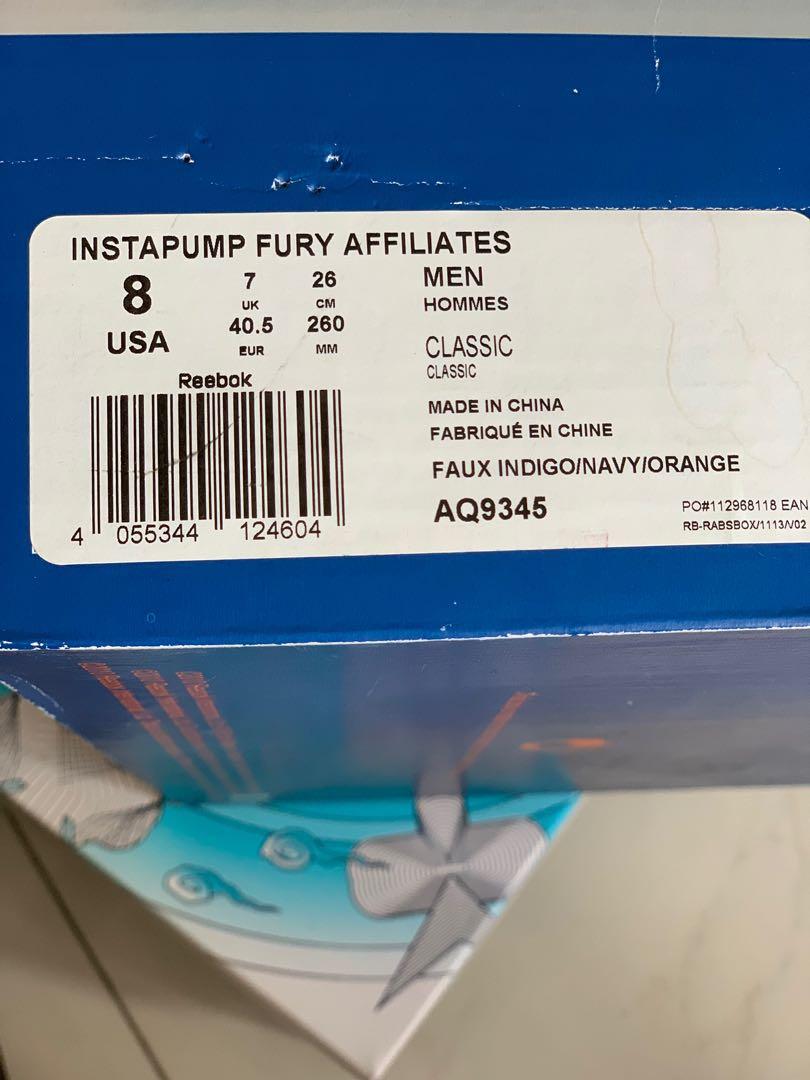 INSTAPUMP FURY AFFILIATES
8
USA
7
UK
40.5
EUR
26
CM
260
MM
MEN
HOMMES
CLASSIC
CLASSIC
MADE IN CHINA
FABRIQUÉ EN CHINE
FAUX INDIGO/NAVY/ORANGE
AQ9345
Reebok
4 055344 124604
PO#112968118 EAN
RB-RABSBOX/1113/V02